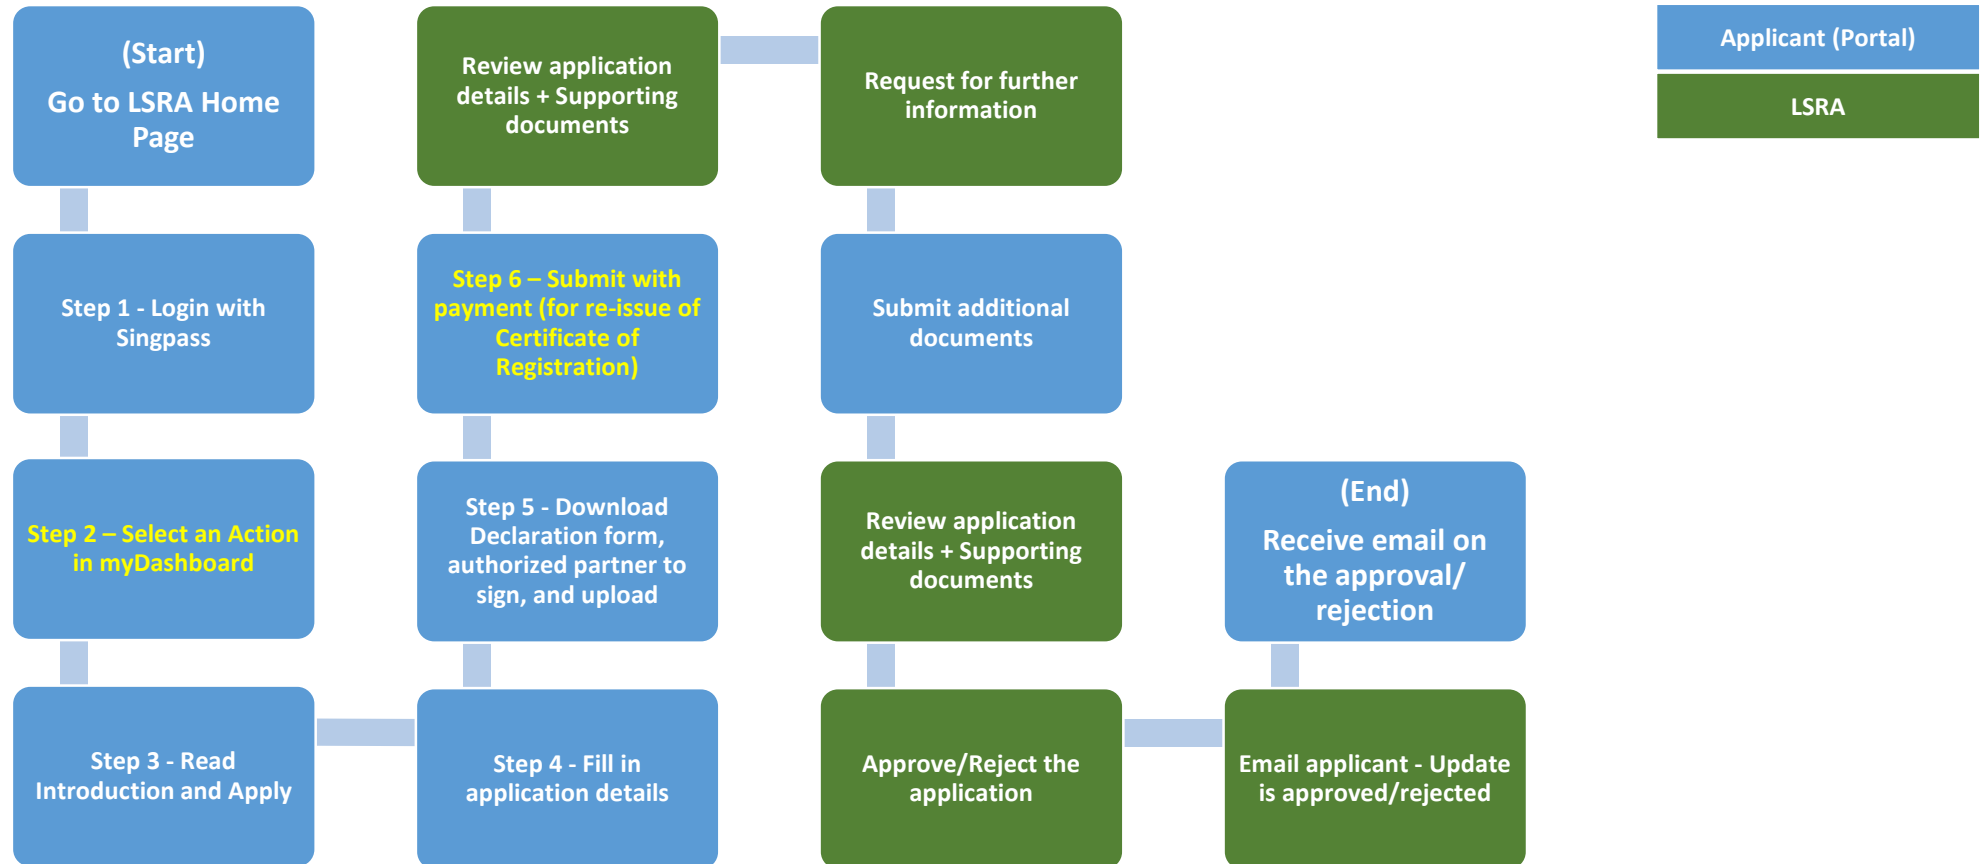 (Start)
Go to LSRA Home
Page
Step 1 - Login with
Singpass
Step 2 – Select an Action
in myDashboard
Step 3 - Read
Introduction and Apply
Step 4 - Fill in
application details
Step 5 - Download
Declaration form,
authorized partner to
sign, and upload
Step 6 – Submit with
payment (for re-issue of
Certificate of
Registration)
Review application
details + Supporting
documents
Request for further
information
Submit additional
documents
Review application
details + Supporting
documents
Approve/Reject the
application
Email applicant - Update
is approved/rejected
(End)
Receive email on
the approval/
rejection
Applicant (Portal)
LSRA